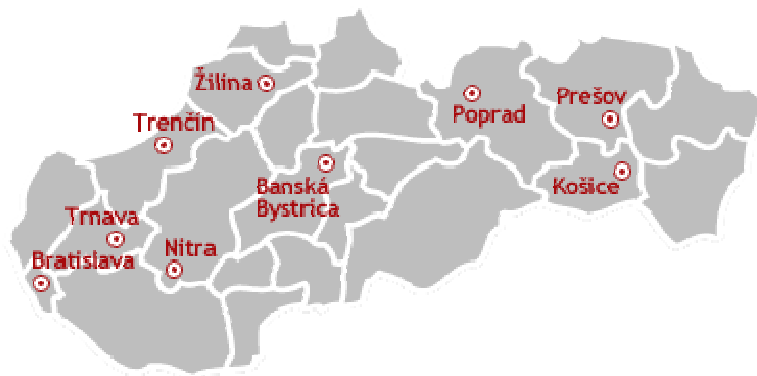 Žilina
Prešov
Poprad
Trenčín
Banská
Bystrica
Košice
Trnava
Nitra
Bratislava